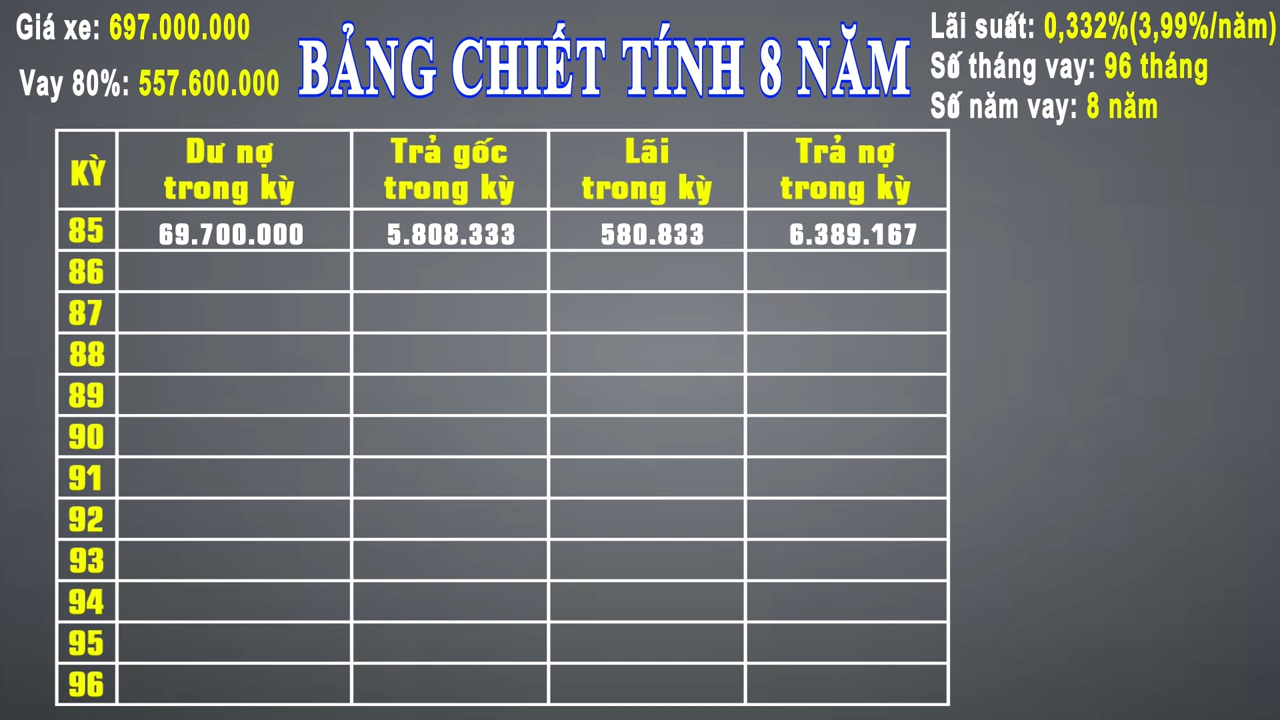 Giá xe: 697.000.000
Vay 80%: 557.600.000
BẢNG CHIẾT TÍNH 8 NĂM
Lãi suất: 0,332%(3,99%/năm)
Số tháng vay: 96 tháng
Số năm vay: 8 năm
KỲ Dư nợ trong kỳ Trả gốc trong kỳ Lãi trong kỳ Trả nợ trong kỳ
85 69.700.000 5.808.333 580.833 6.389.167
86
87
88
89
90
91
92
93
94
95
96